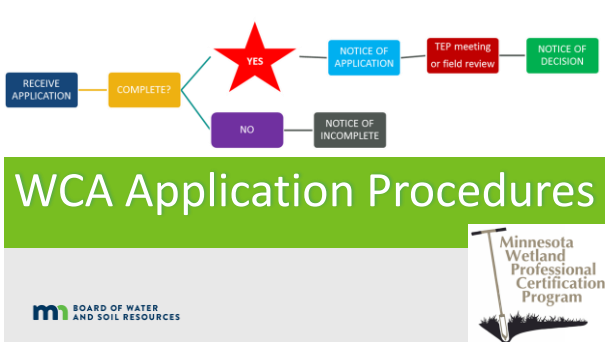 RECEIVE
APPLICATION
COMPLETE?
YES
NOTICE OF
APPLICATION
TEP meeting
or field review
NOTICE OF
DECISION
NO
NOTICE OF
INCOMPLETE
WCA Application Procedures
Minnesota
Wetland
Professional
Certification
Program
BOARD OF WATER
AND SOIL RESOURCES